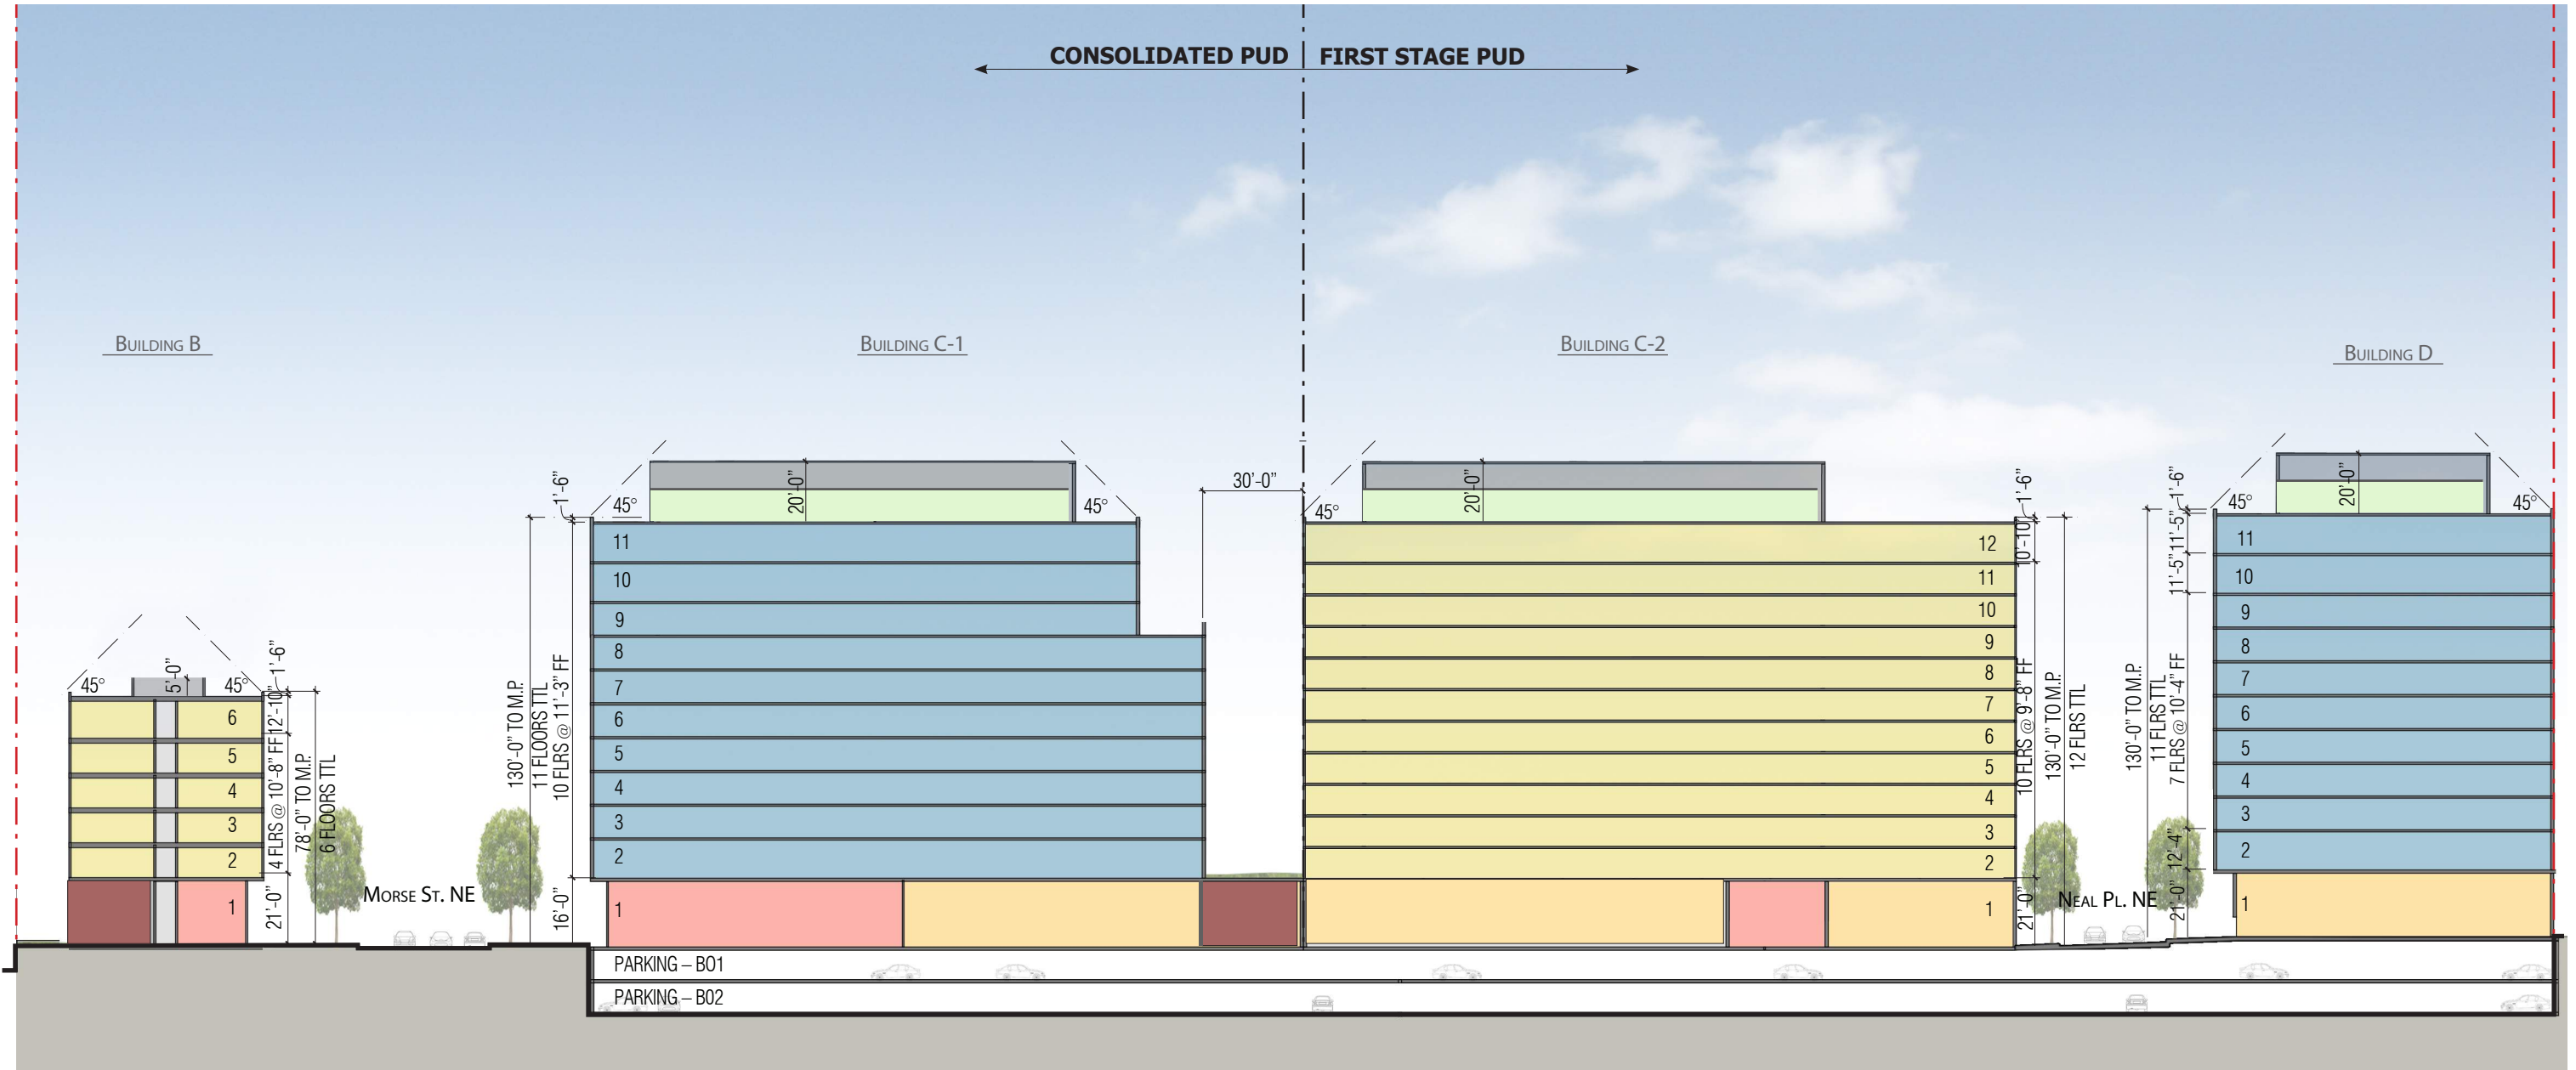 CONSOLIDATED PUD
FIRST STAGE PUD
BUILDING B
BUILDING C-1
BUILDING C-2
BUILDING D
45°
5'-0"
45°
1'-6"
12'-10"
4 FLRS @ 10'-8" FF
78'-0" TO M.P.
6 FLOORS TTL
21'-0"
6
5
4
3
2
1
MORSE ST. NE
1'-6"
45°
20'-0"
45°
130'-0" TO M.P.
11 FLOORS TTL
10 FLRS @ 11'-3" FF
16'-0"
11
10
9
8
7
6
5
4
3
2
1
30'-0"
45°
20'-0"
1'-6"
12
11
10
9
8
7
6
5
4
3
2
1
10 FLRS @ 9'-8" FF
130'-0" TO M.P.
12 FLRS TTL
21'-0"
NEAL PL. NE
1'-6"
11'-5"
11'-5"
130'-0" TO M.P.
11 FLRS TTL
7 FLRS @ 10'-4" FF
12'-4"
21'-0"
45°
20'-0"
45°
11
10
9
8
7
6
5
4
3
2
1
PARKING – B01
PARKING – B02